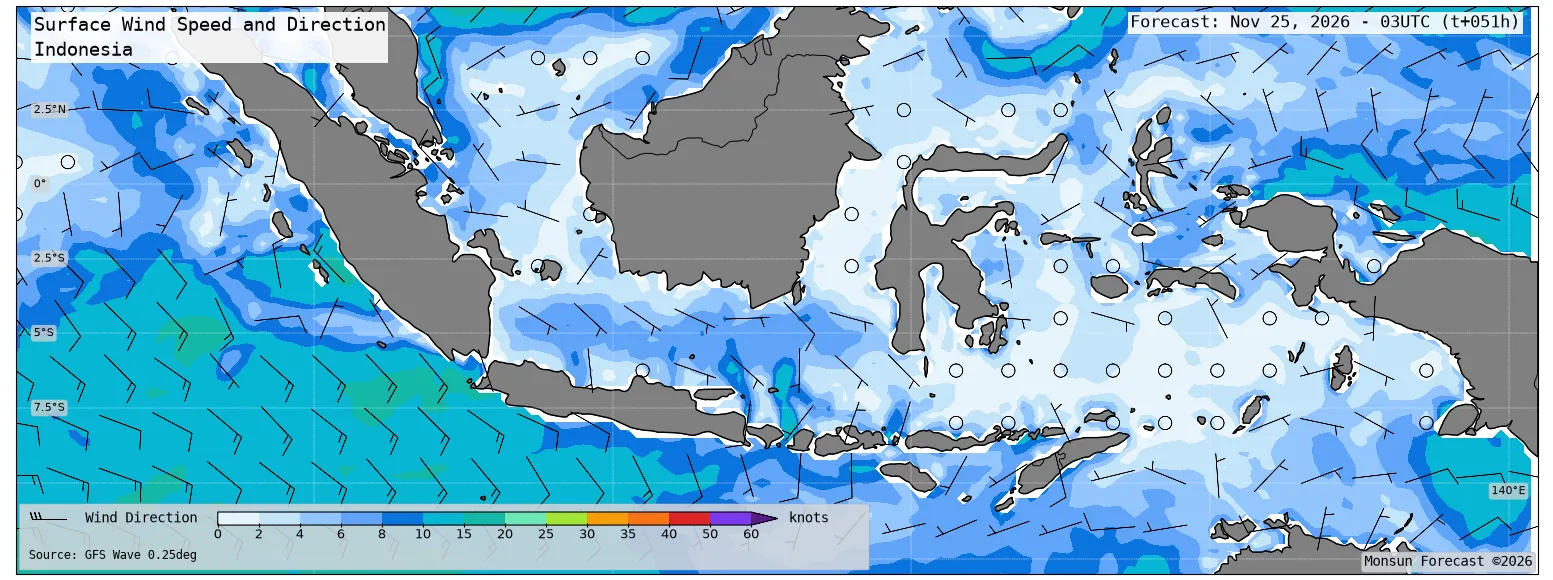 Surface Wind Speed and Direction
Indonesia
Forecast: Nov 25, 2026 - 03UTC (t+051h)
2.5°N
0°
2.5°S
5°S
7.5°S
140°E
Wind Direction
0 2 4 6 8 10 15 20 25 30 35 40 50 60
knots
Source: GFS Wave 0.25deg
Monsun Forecast ©2026